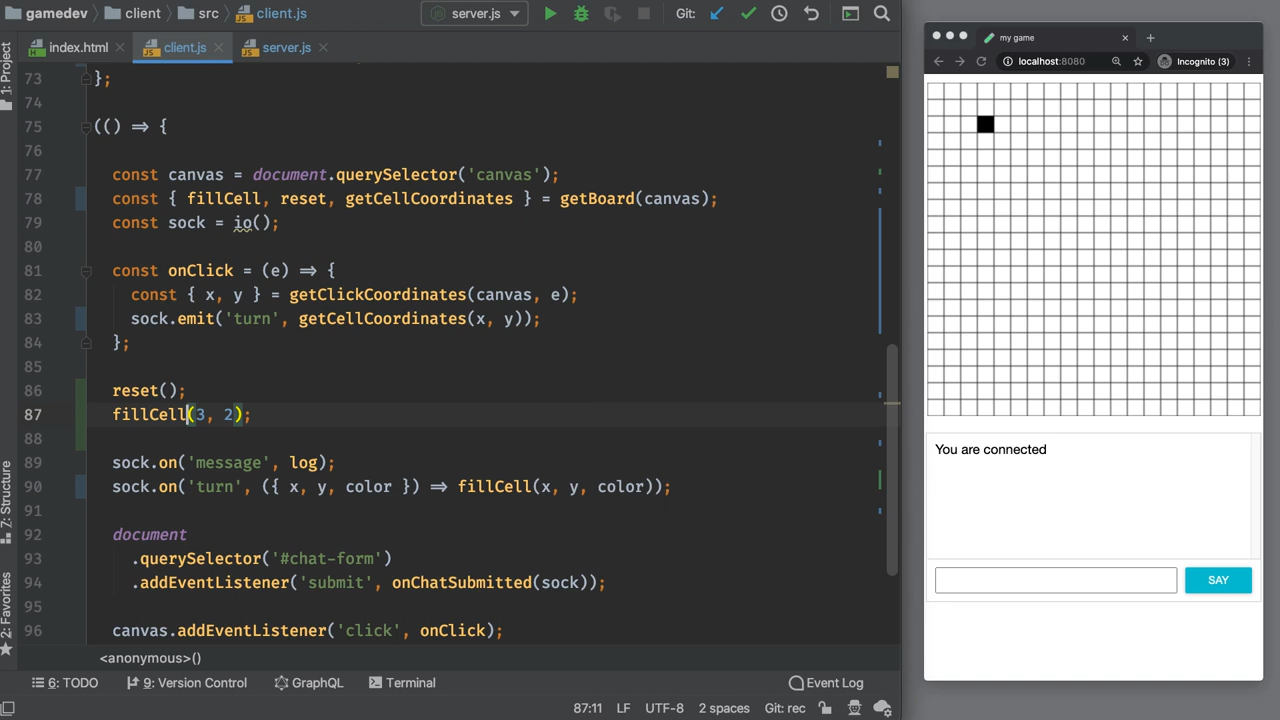 gamedev client src client.js server.js Git:
index.html client.js server.js
1: Project
73 };
74
75 (() => {
76
77 const canvas = document.querySelector('canvas');
78 const { fillCell, reset, getCellCoordinates } = getBoard(canvas);
79 const sock = io();
80
81 const onClick = (e) => {
82 const { x, y } = getClickCoordinates(canvas, e);
83 sock.emit('turn', getCellCoordinates(x, y));
84 };
85
86 reset();
87 fillCell(3, 2);
88
89 sock.on('message', log);
90 sock.on('turn', ({ x, y, color }) => fillCell(x, y, color));
91
92 document
93 .querySelector('#chat-form')
94 .addEventListener('submit', onChatSubmitted(sock));
95
96 canvas.addEventListener('click', onClick);
7: Structure
2: Favorites
<anonymous>()
6: TODO 9: Version Control GraphQL Terminal Event Log
87:11 LF UTF-8 2 spaces Git: rec
my game
localhost:8080 Incognito (3)
You are connected
SAY